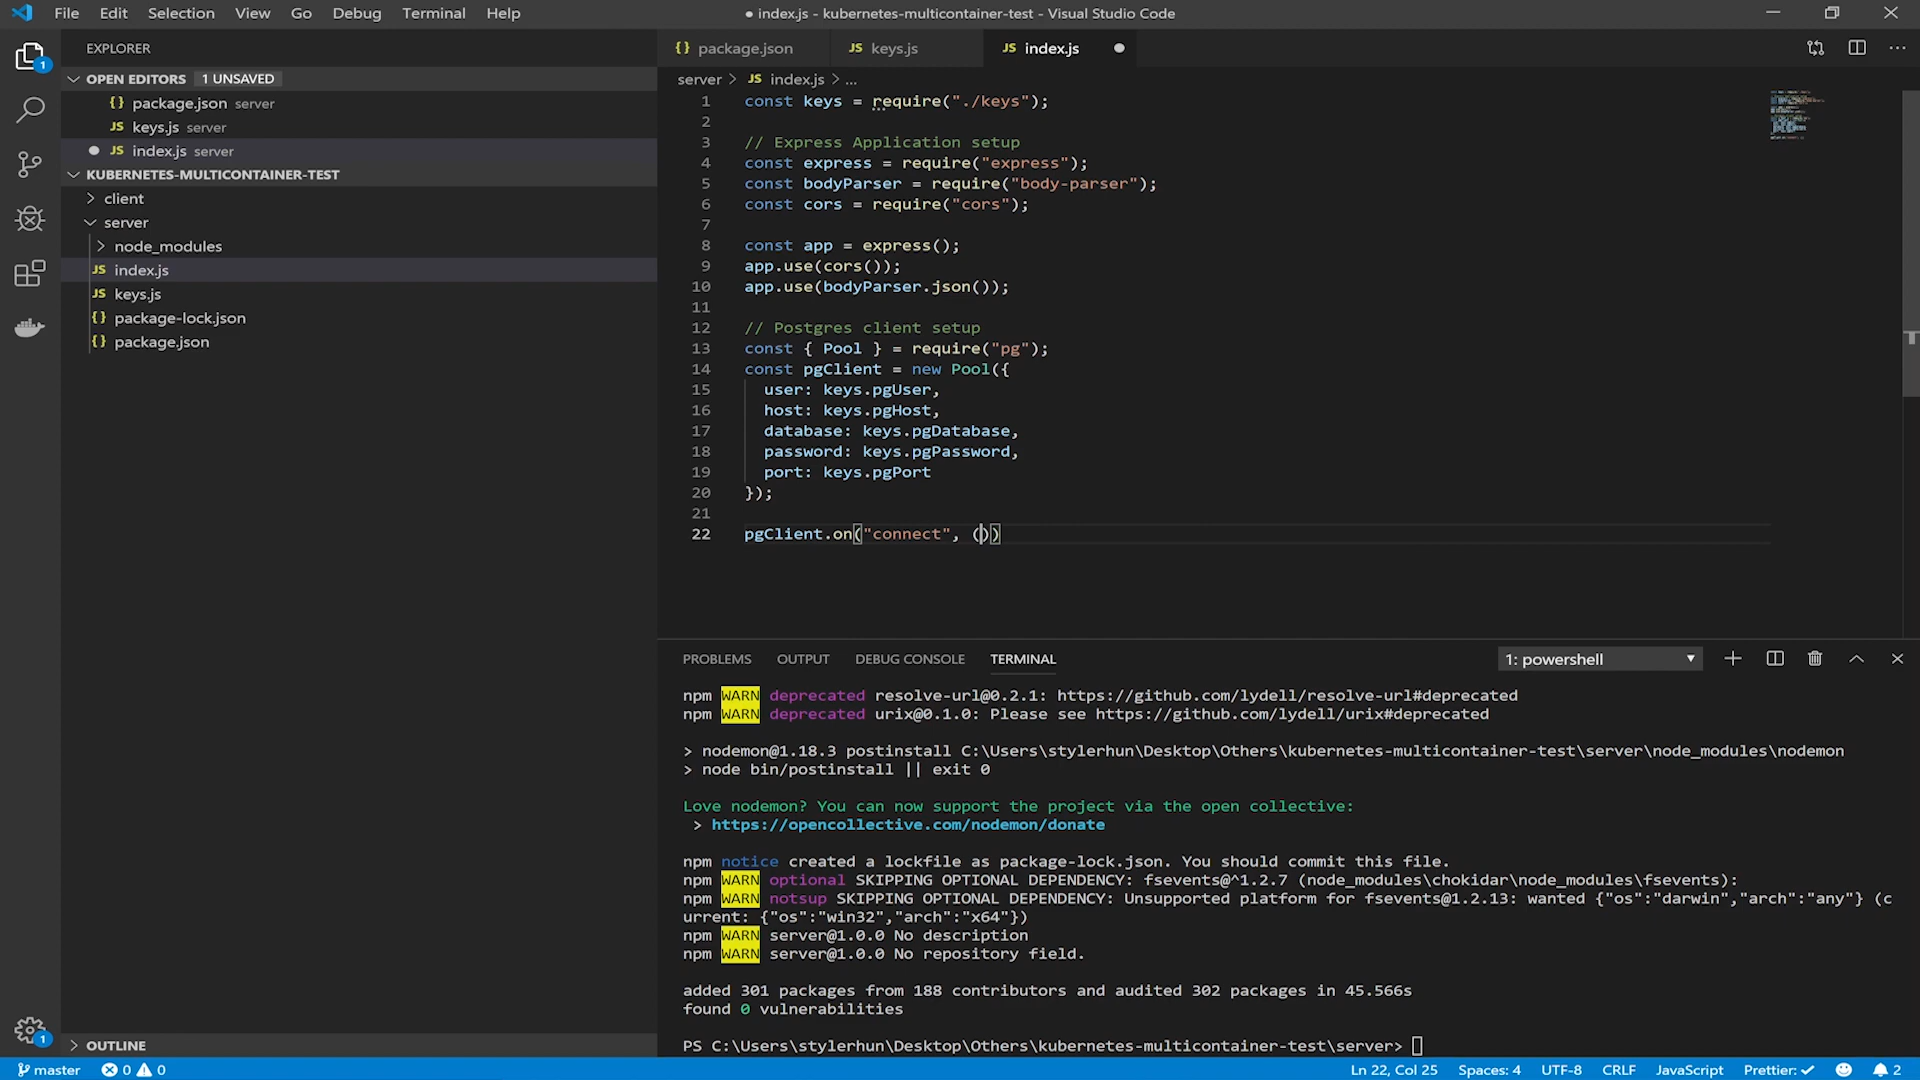 File Edit Selection View Go Debug Terminal Help
● index.js - kubernetes-multicontainer-test - Visual Studio Code
EXPLORER
OPEN EDITORS 1 UNSAVED
{} package.json server
JS keys.js server
JS index.js server
KUBERNETES-MULTICONTAINER-TEST
client
server
node_modules
JS index.js
JS keys.js
{} package-lock.json
{} package.json
OUTLINE
{} package.json
JS keys.js
JS index.js
server > JS index.js > ...
1 const keys = require("./keys");
2
3 // Express Application setup
4 const express = require("express");
5 const bodyParser = require("body-parser");
6 const cors = require("cors");
7
8 const app = express();
9 app.use(cors());
10 app.use(bodyParser.json());
11
12 // Postgres client setup
13 const { Pool } = require("pg");
14 const pgClient = new Pool({
15 user: keys.pgUser,
16 host: keys.pgHost,
17 database: keys.pgDatabase,
18 password: keys.pgPassword,
19 port: keys.pgPort
20 });
21
22 pgClient.on("connect", ())
PROBLEMS OUTPUT DEBUG CONSOLE TERMINAL
1: powershell
npm WARN deprecated resolve-url@0.2.1: https://github.com/lydell/resolve-url#deprecated
npm WARN deprecated urix@0.1.0: Please see https://github.com/lydell/urix#deprecated
> nodemon@1.18.3 postinstall C:\Users\stylerhun\Desktop\Others\kubernetes-multicontainer-test\server\node_modules\nodemon
> node bin/postinstall || exit 0
Love nodemon? You can now support the project via the open collective:
> https://opencollective.com/nodemon/donate
npm notice created a lockfile as package-lock.json. You should commit this file.
npm WARN optional SKIPPING OPTIONAL DEPENDENCY: fsevents@^1.2.7 (node_modules\chokidar\node_modules\fsevents):
npm WARN notsup SKIPPING OPTIONAL DEPENDENCY: Unsupported platform for fsevents@1.2.13: wanted {"os":"darwin","arch":"any"} (c
urrent: {"os":"win32","arch":"x64"})
npm WARN server@1.0.0 No description
npm WARN server@1.0.0 No repository field.
added 301 packages from 188 contributors and audited 302 packages in 45.566s
found 0 vulnerabilities
PS C:\Users\stylerhun\Desktop\Others\kubernetes-multicontainer-test\server>
1
1
master 0 0
Ln 22, Col 25 Spaces: 4 UTF-8 CRLF JavaScript Prettier: ✓ 2